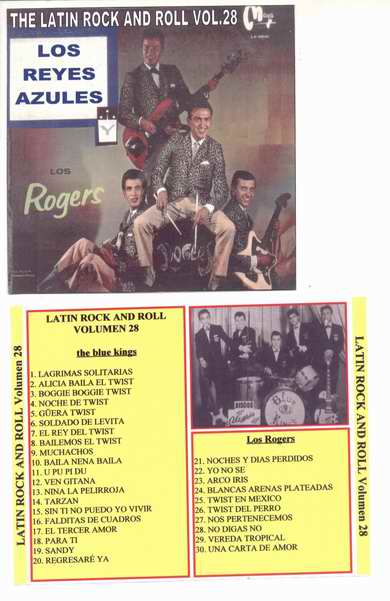 THE LATIN ROCK AND ROLL VOL.28
LOS
REYES
AZULES
Y
LOS
Rogers
LATIN ROCK AND ROLL Volumen 28
LATIN ROCK AND ROLL
VOLUMEN 28
the blue kings
1. LAGRIMAS SOLITARIAS
2. ALICIA BAILA EL TWIST
3. BOGGIE BOGGIE TWIST
4. NOCHE DE TWIST
5. GÜERA TWIST
6. SOLDADO DE LEVITA
7. EL REY DEL TWIST
8. BAILEMOS EL TWIST
9. MUCHACHOS
10. BAILA NENA BAILA
11. U PU PI DU
12. VEN GITANA
13. NINA LA PELIRROJA
14. TARZAN
15. SIN TI NO PUEDO YO VIVIR
16. FALDITAS DE CUADROS
17. EL TERCER AMOR
18. PARA TI
19. SANDY
20. REGRESARÉ YA
Blue
Los Rogers
21. NOCHES Y DIAS PERDIDOS
22. YO NO SE
23. ARCO IRIS
24. BLANCAS ARENAS PLATEADAS
25. TWIST EN MEXICO
26. TWIST DEL PERRO
27. NOS PERTENECEMOS
28. NO DIGAS NO
29. VEREDA TROPICAL
30. UNA CARTA DE AMOR
LATIN ROCK AND ROLL Volumen 28